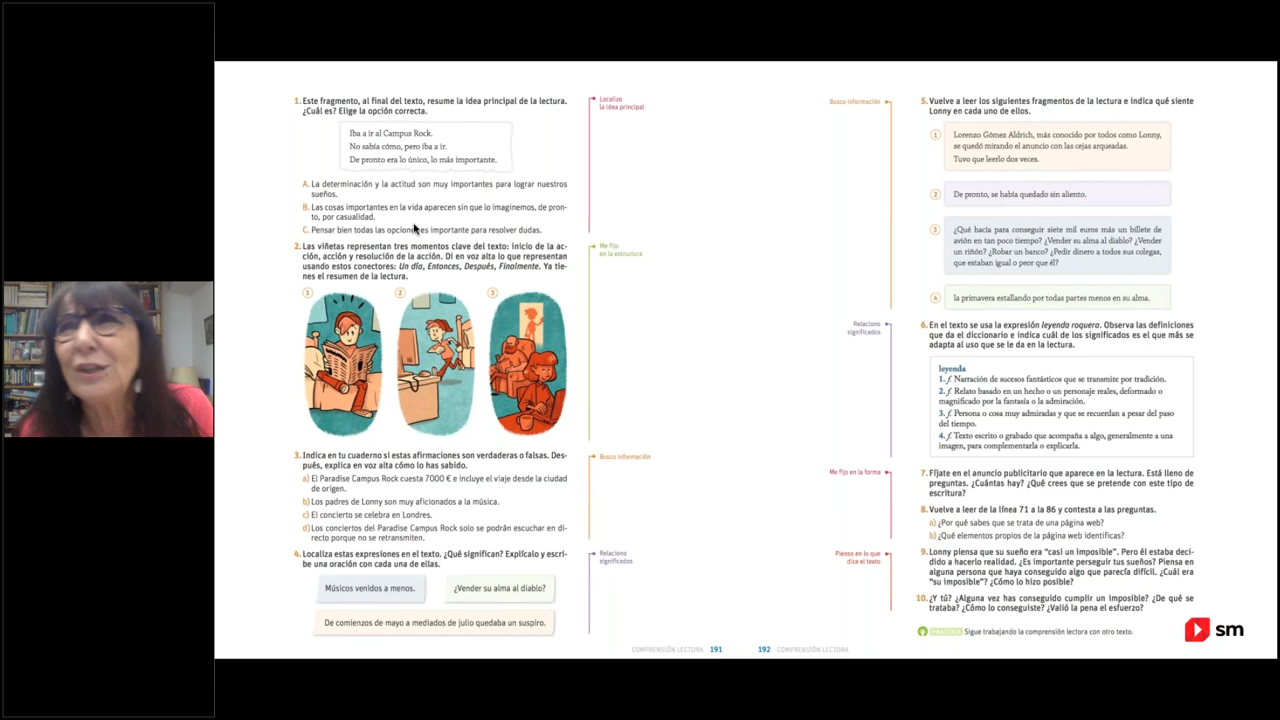 1. Este fragmento, al final del texto, resume la idea principal de la lectura.
¿Cuál es? Elige la opción correcta.
Iba a ir al Campus Rock.
No sabía cómo, pero iba a ir.
De pronto era lo único, lo más importante.
A. La determinación y la actitud son muy importantes para lograr nuestros
sueños.
B. Las cosas importantes en la vida aparecen sin que lo imaginemos, de pron-
to, por casualidad.
C. Pensar bien todas las opciones es importante para resolver dudas.
Localizo
la idea principal
2. Las viñetas representan tres momentos clave del texto: inicio de la ac-
ción, acción y resolución de la acción. Di en voz alta lo que representan
usando estos conectores: Un día, Entonces, Después, Finalmente. Ya tie-
nes el resumen de la lectura.
Me fijo
en la estructura
1
2
3
3. Indica en tu cuaderno si estas afirmaciones son verdaderas o falsas. Des-
pués, explica en voz alta cómo lo has sabido.
a) El Paradise Campus Rock cuesta 7000 € e incluye el viaje desde la ciudad
de origen.
b) Los padres de Lonny son muy aficionados a la música.
c) El concierto se celebra en Londres.
d) Los conciertos del Paradise Campus Rock solo se podrán escuchar en di-
recto porque no se retransmiten.
Busco información
4. Localiza estas expresiones en el texto. ¿Qué significan? Explícalo y escri-
be una oración con cada una de ellas.
Músicos venidos a menos.
¿Vender su alma al diablo?
De comienzos de mayo a mediados de julio quedaba un suspiro.
Relaciono
significados
COMPRENSIÓN LECTORA 191
Busco información
5. Vuelve a leer los siguientes fragmentos de la lectura e indica qué siente
Lonny en cada uno de ellos.
1
Lorenzo Gómez Aldrich, más conocido por todos como Lonny,
se quedó mirando el anuncio con las cejas arqueadas.
Tuvo que leerlo dos veces.
2
De pronto, se había quedado sin aliento.
3
¿Qué hacía para conseguir siete mil euros más un billete de
avión en tan poco tiempo? ¿Vender su alma al diablo? ¿Vender
un riñón? ¿Robar un banco? ¿Pedir dinero a todos sus colegas,
que estaban igual o peor que él?
4
la primavera estallando por todas partes menos en su alma.
Relaciono
significados
6. En el texto se usa la expresión leyenda roquera. Observa las definiciones
que da el diccionario e indica cuál de los significados es el que más se
adapta al uso que se le da en la lectura.
leyenda
1. f. Narración de sucesos fantásticos que se transmite por tradición.
2. f. Relato basado en un hecho o un personaje reales, deformado o
magnificado por la fantasía o la admiración.
3. f. Persona o cosa muy admiradas y que se recuerdan a pesar del paso
del tiempo.
4. f. Texto escrito o grabado que acompaña a algo, generalmente a una
imagen, para complementarla o explicarla.
Me fijo en la forma
7. Fíjate en el anuncio publicitario que aparece en la lectura. Está lleno de
preguntas. ¿Cuántas hay? ¿Qué crees que se pretende con este tipo de
escritura?
8. Vuelve a leer de la línea 71 a la 86 y contesta a las preguntas.
a) ¿Por qué sabes que se trata de una página web?
b) ¿Qué elementos propios de la página web identificas?
Pienso en lo que
dice el texto
9. Lonny piensa que su sueño era "casi un imposible". Pero él estaba deci-
dido a hacerlo realidad. ¿Es importante perseguir tus sueños? Piensa en
alguna persona que haya conseguido algo que parecía difícil. ¿Cuál era
"su imposible"? ¿Cómo lo hizo posible?
10. ¿Y tú? ¿Alguna vez has conseguido cumplir un imposible? ¿De qué se
trataba? ¿Cómo lo conseguiste? ¿Valió la pena el esfuerzo?
Sigue trabajando la comprensión lectora con otro texto.
192 COMPRENSIÓN LECTORA
sm